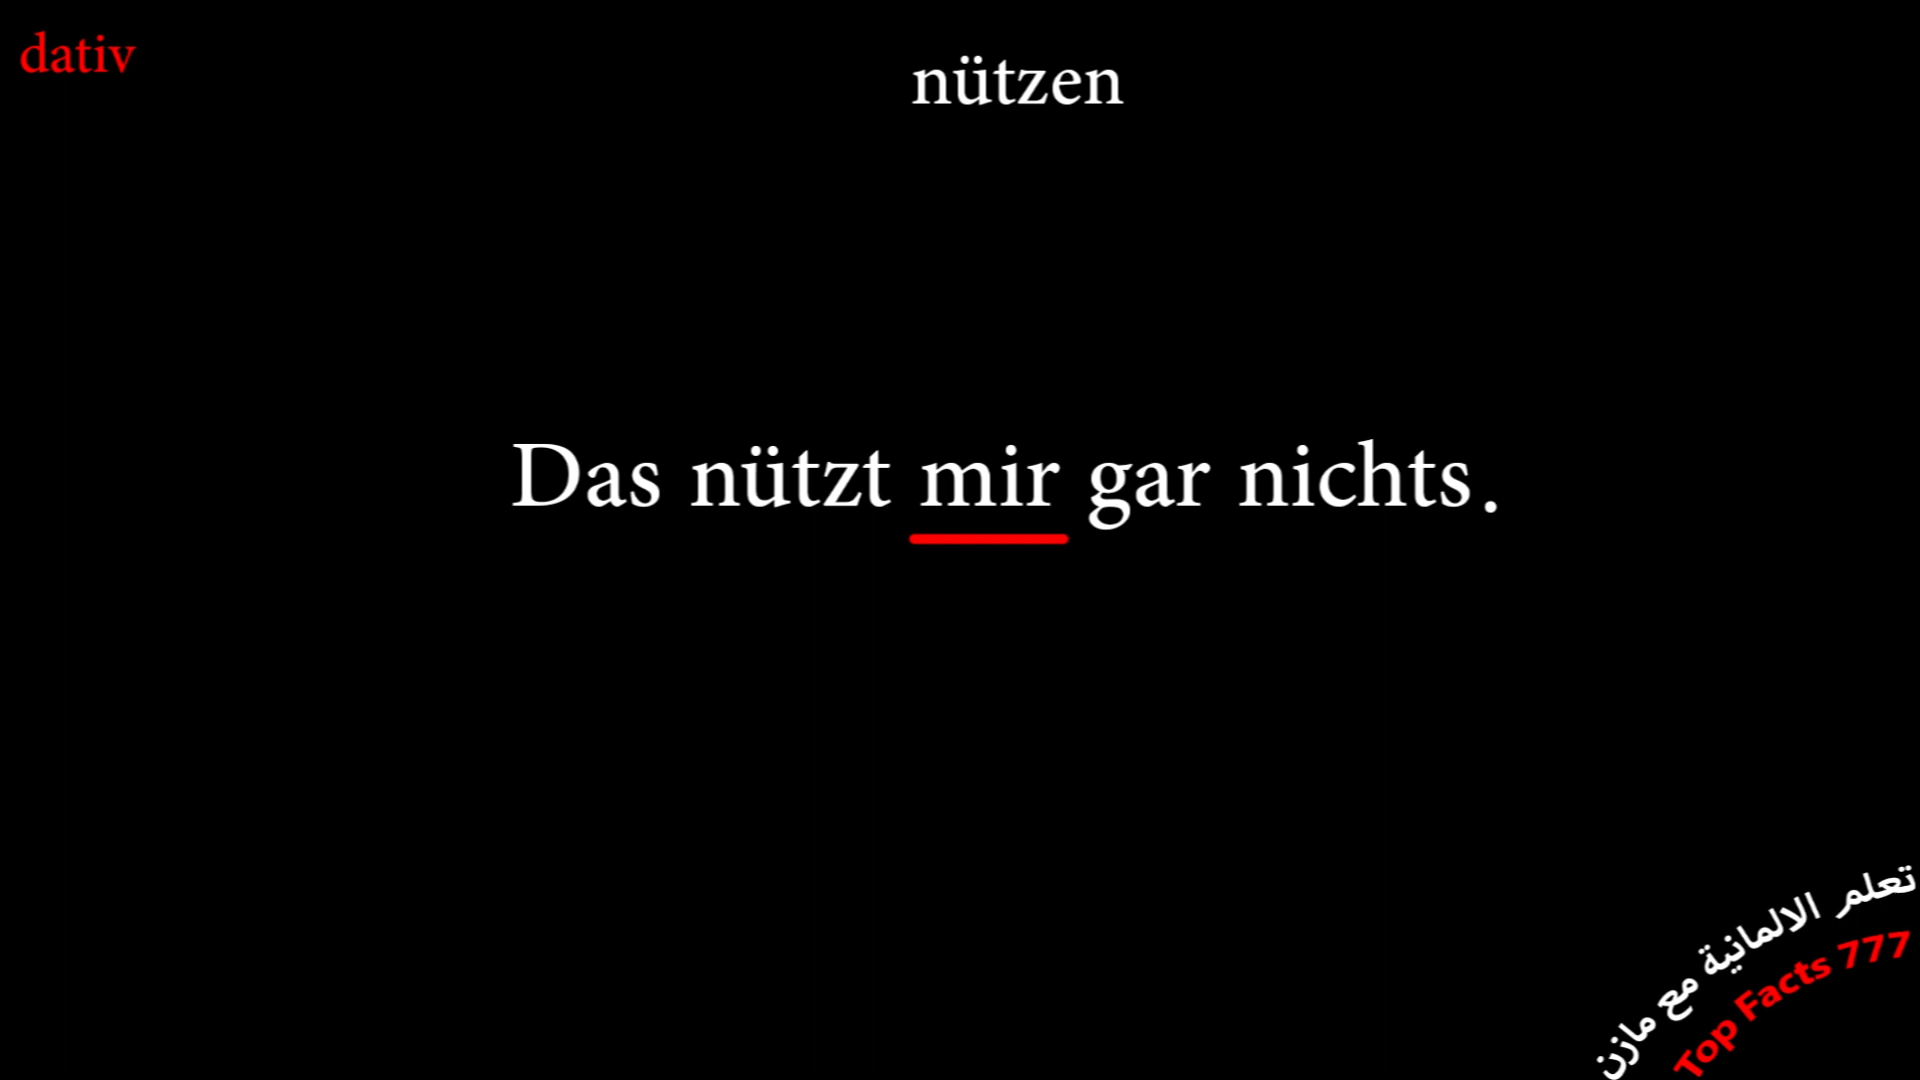 dativ
nützen
Das nützt mir gar nichts.
تعلم الالمانية مع مازن
Top Facts 777